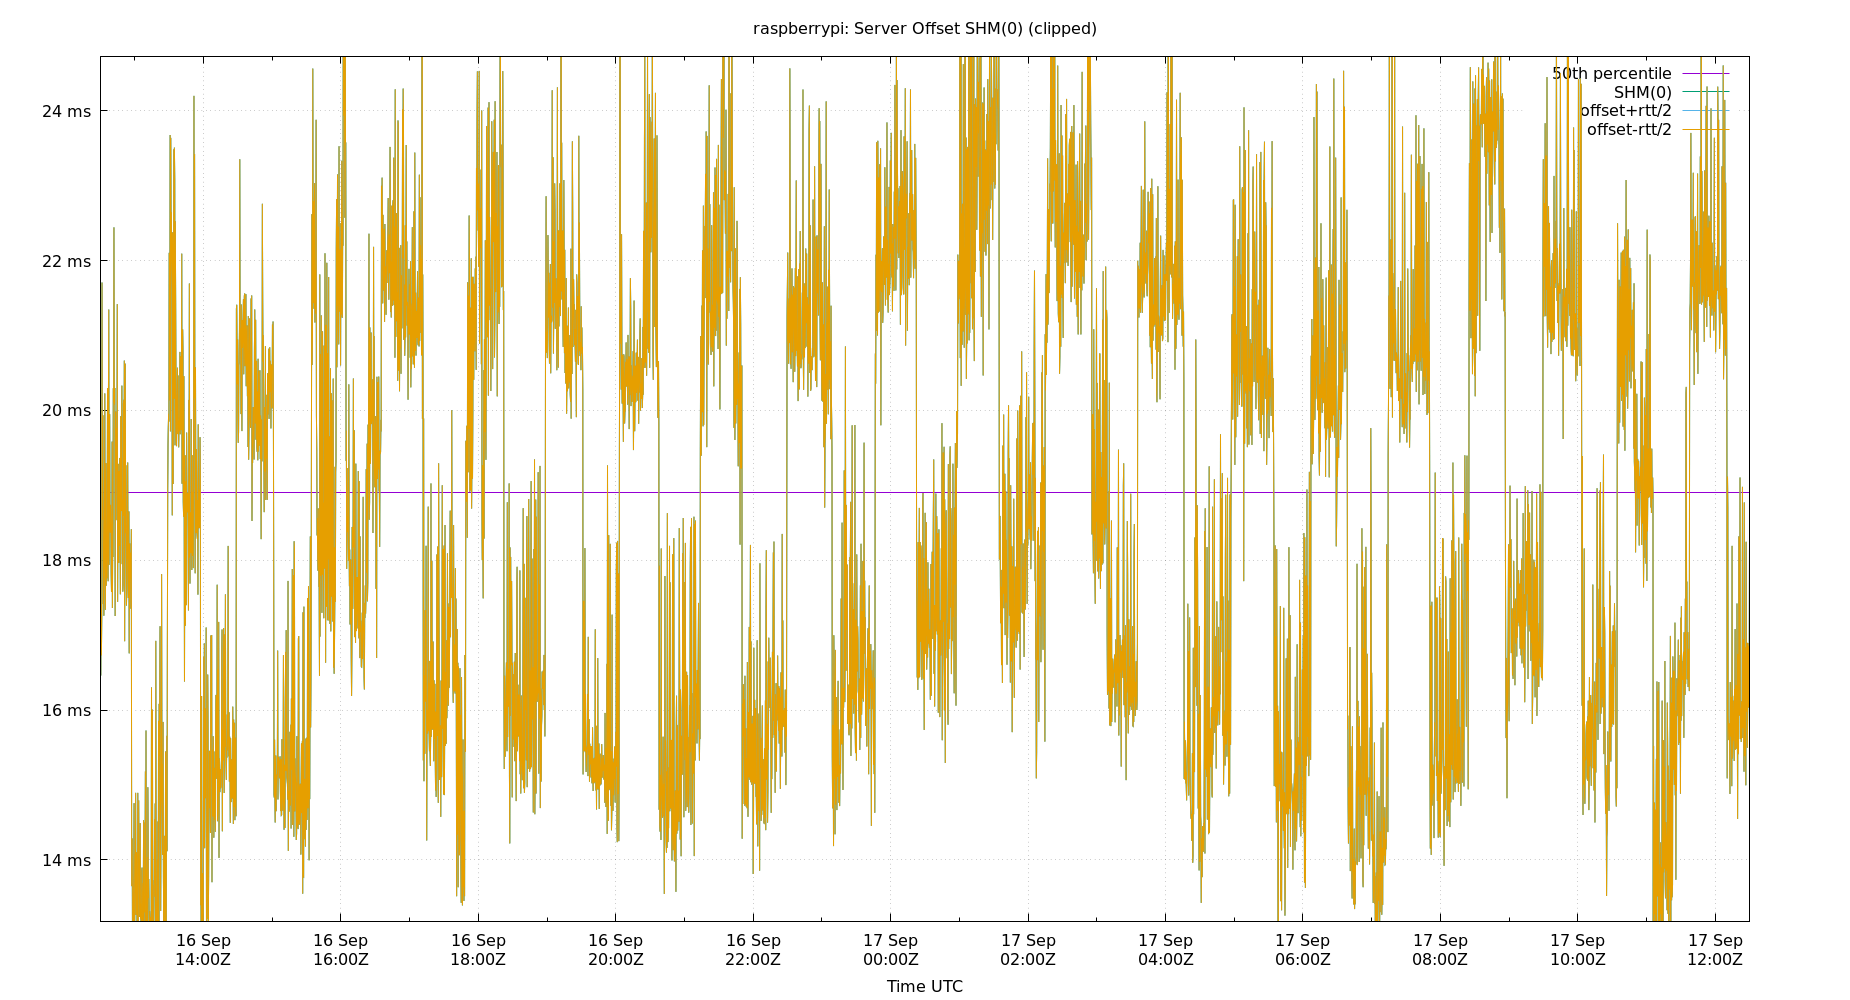 raspberrypi: Server Offset SHM(0) (clipped)
50th percentile
SHM(0)
offset+rtt/2
offset-rtt/2
24 ms
22 ms
20 ms
18 ms
16 ms
14 ms
16 Sep 16 Sep 16 Sep 16 Sep 16 Sep 17 Sep 17 Sep 17 Sep 17 Sep 17 Sep 17 Sep 17 Sep
14:00Z 16:00Z 18:00Z 20:00Z 22:00Z 00:00Z 02:00Z 04:00Z 06:00Z 08:00Z 10:00Z 12:00Z
Time UTC